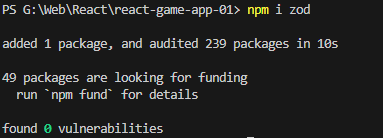 PS G:\Web\React\react-game-app-01> npm i zod
added 1 package, and audited 239 packages in 10s
49 packages are looking for funding
  run `npm fund` for details
found 0 vulnerabilities